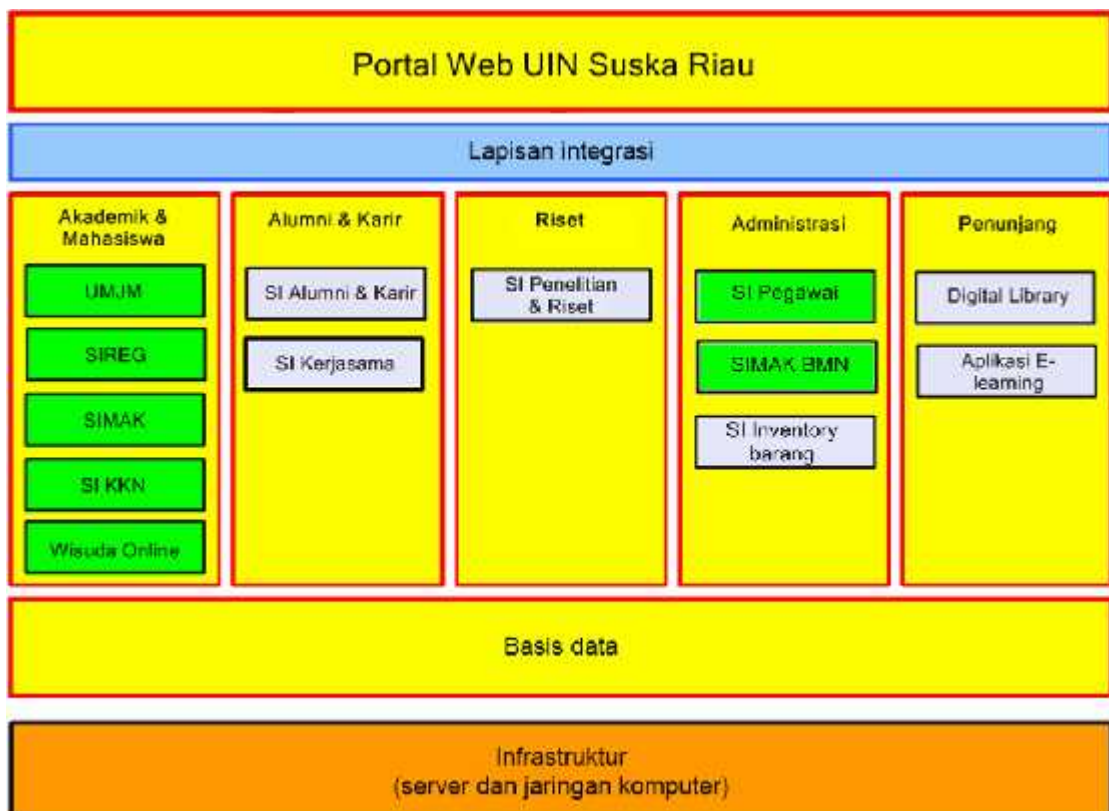 Portal Web UIN Suska Riau
Lapisan integrasi
Akademik &
Mahasiswa
UMJM
SIREG
SIMAK
SI KKN
Wisuda Online
Alumni & Karir
SI Alumni & Karir
SI Kerjasama
Riset
SI Penelitian
& Riset
Administrasi
SI Pegawai
SIMAK BMN
SI Inventory
barang
Penunjang
Digital Library
Aplikasi E-
learning
Basis data
Infrastruktur
(server dan jaringan komputer)